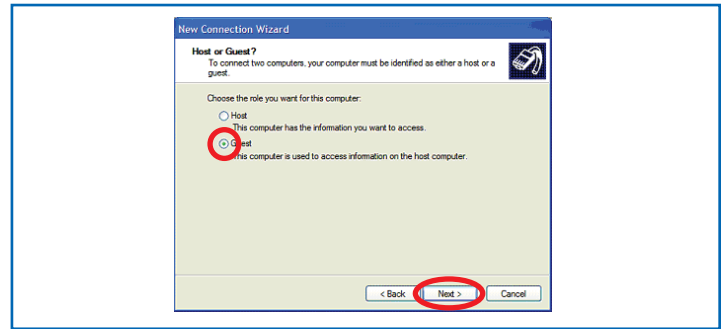 New Connection Wizard
Host or Guest?
To connect two computers, your computer must be identified as either a host or a
guest.
Choose the role you want for this computer:
Host
This computer has the information you want to access.
Guest
This computer is used to access information on the host computer.
< Back Next > Cancel